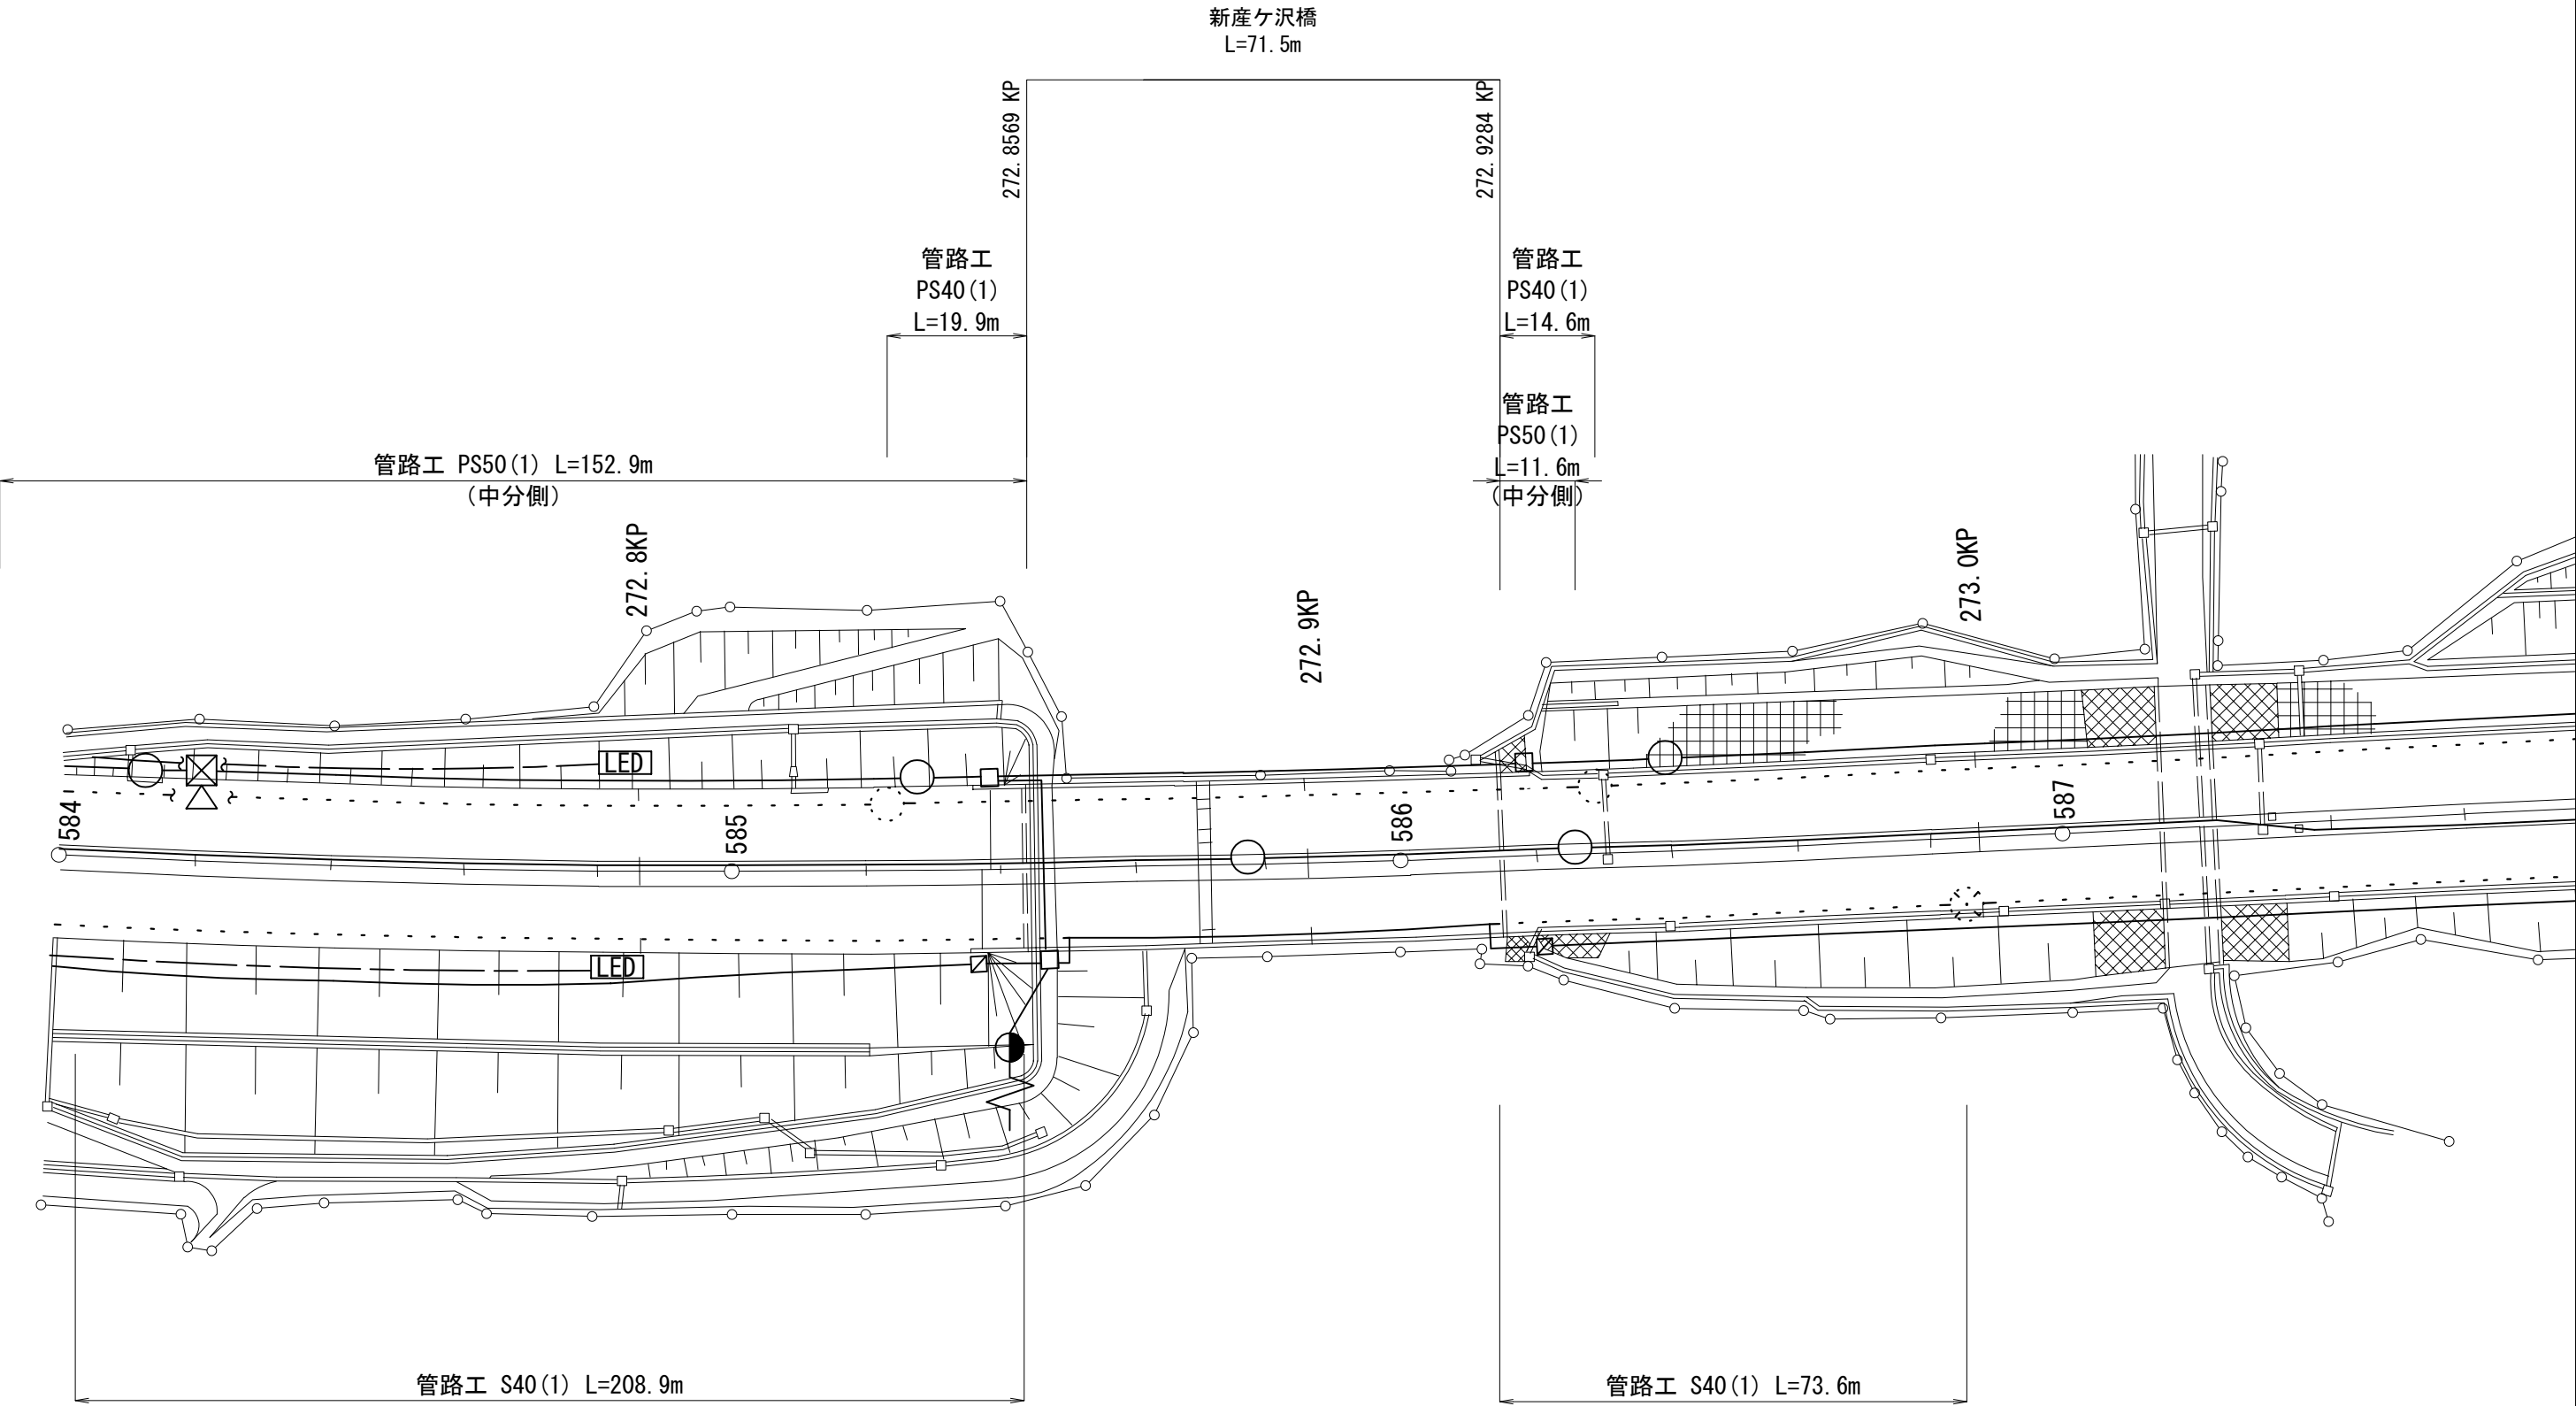 新産ケ沢橋
L=71.5m
272.8569 KP
272.9284 KP
管路工
PS40(1)
L=19.9m
管路工
PS40(1)
L=14.6m
管路工
PS50(1)
L=11.6m
(中分側)
管路工 PS50(1) L=152.9m
(中分側)
272.8KP
272.9KP
273.0KP
LED
584
585
586
587
LED
管路工 S40(1) L=208.9m
管路工 S40(1) L=73.6m